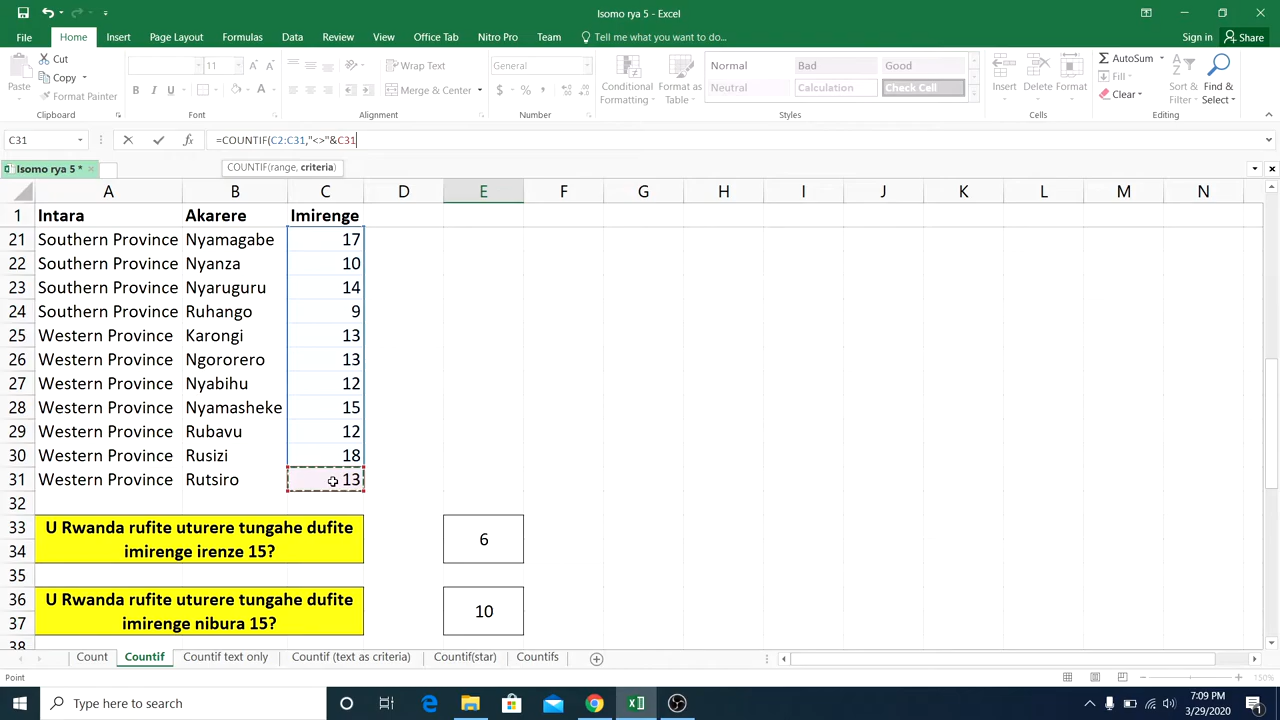 Isomo rya 5 - Excel
File Home Insert Page Layout Formulas Data Review View Office Tab Nitro Pro Team Tell me what you want to do... Sign in Share
Paste Cut Copy Format Painter Clipboard
11 B I U Font
Wrap Text Merge & Center Alignment
General $ % , Number
Conditional Formatting Format as Table
Normal Bad Good
Neutral Calculation Check Cell
Styles
Insert Delete Format Cells
AutoSum Fill Clear Sort & Filter Find & Select Editing
C31 fx =COUNTIF(C2:C31,"<>"&C31
Isomo rya 5 *
COUNTIF(range, criteria)
A B C D E F G H I J K L M N
1 Intara Akarere Imirenge
21 Southern Province Nyamagabe 17
22 Southern Province Nyanza 10
23 Southern Province Nyaruguru 14
24 Southern Province Ruhango 9
25 Western Province Karongi 13
26 Western Province Ngororero 13
27 Western Province Nyabihu 12
28 Western Province Nyamasheke 15
29 Western Province Rubavu 12
30 Western Province Rusizi 18
31 Western Province Rutsiro 13
32
33 U Rwanda rufite uturere tungahe dufite
34 imirenge irenze 15? 6
35
36 U Rwanda rufite uturere tungahe dufite
37 imirenge nibura 15? 10
38
Count Countif Countif text only Countif (text as criteria) Countif(star) Countifs
Point 150%
Type here to search
7:09 PM
3/29/2020